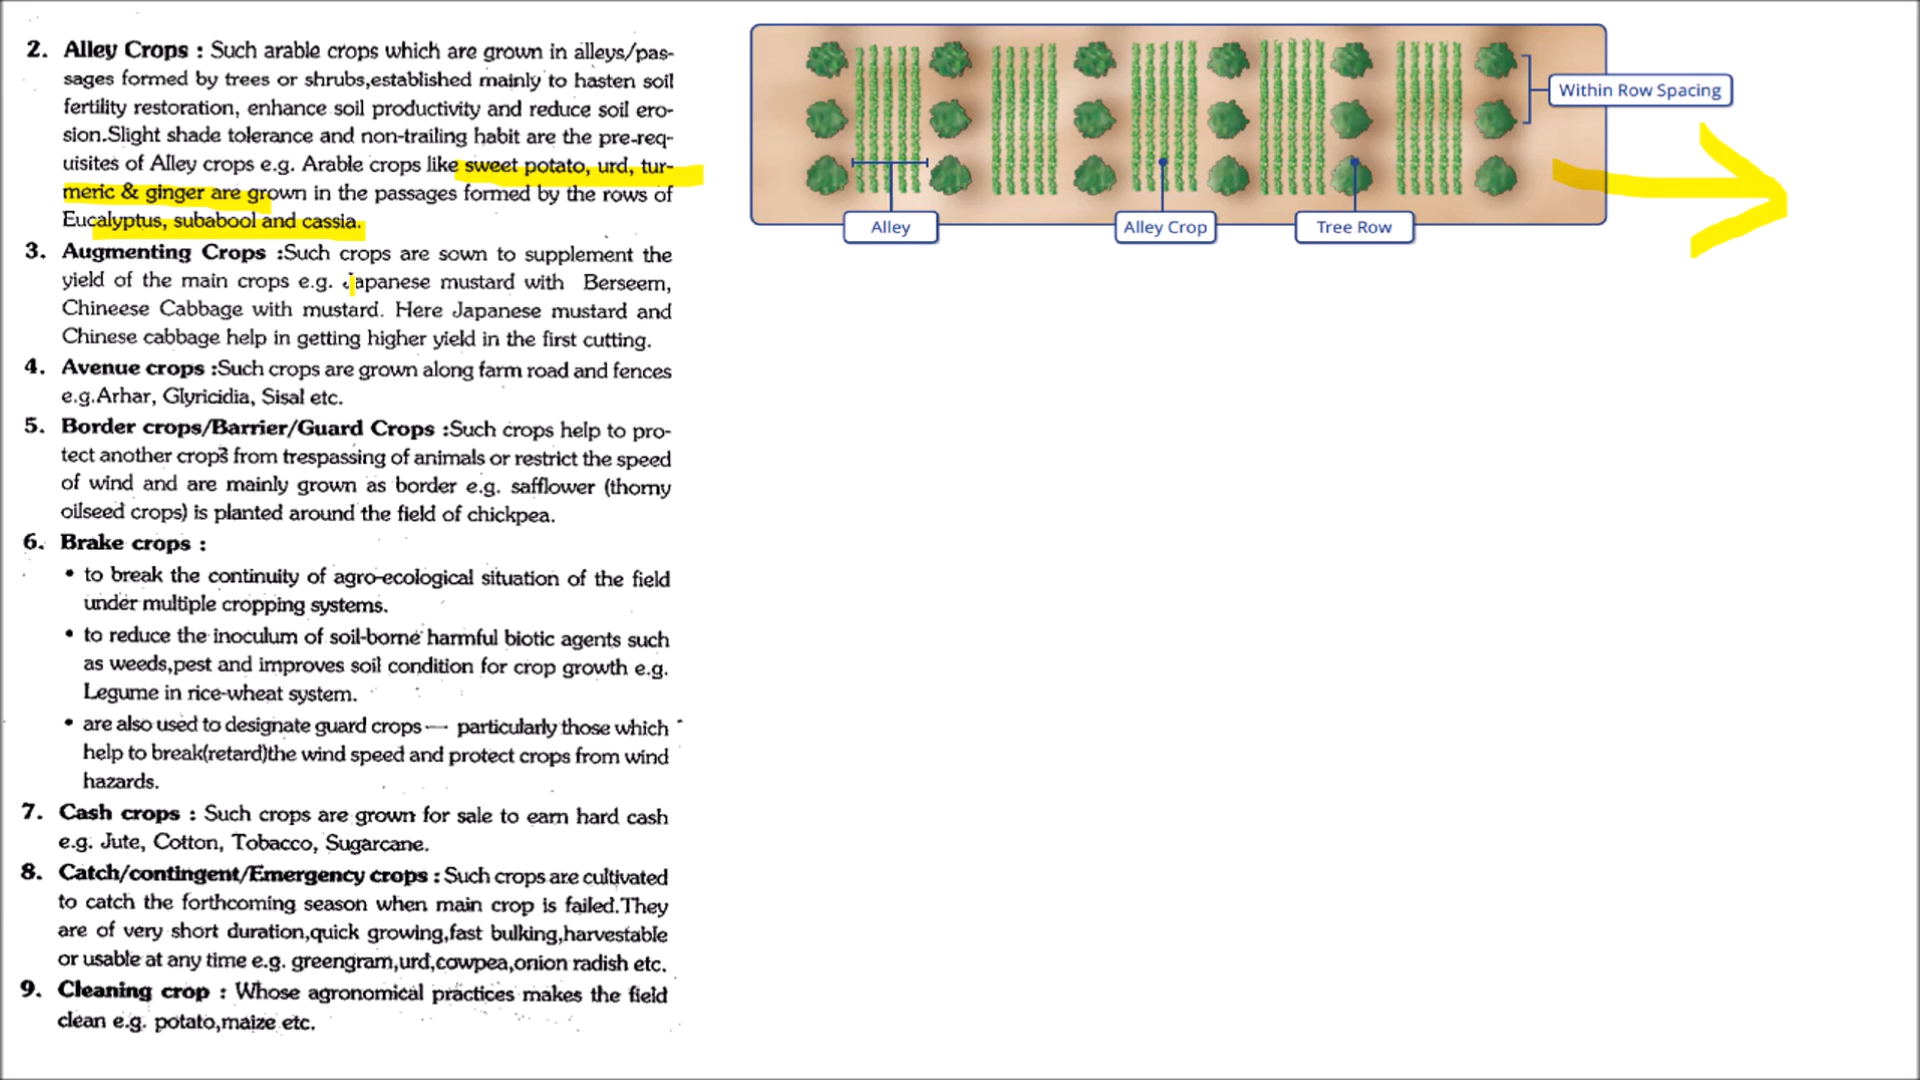 2. Alley Crops : Such arable crops which are grown in alleys/pas-
sages formed by trees or shrubs,established mainly to hasten soil
fertility restoration, enhance soil productivity and reduce soil ero-
sion.Slight shade tolerance and non-trailing habit are the pre-req-
uisites of Alley crops e.g. Arable crops like sweet potato, urd, tur-
meric & ginger are grown in the passages formed by the rows of
Eucalyptus, subabool and cassia.
3. Augmenting Crops :Such crops are sown to supplement the
yield of the main crops e.g. Japanese mustard with Berseem,
Chineese Cabbage with mustard. Here Japanese mustard and
Chinese cabbage help in getting higher yield in the first cutting.
4. Avenue crops :Such crops are grown along farm road and fences
e.g.Arhar, Glyricidia, Sisal etc.
5. Border crops/Barrier/Guard Crops :Such crops help to pro-
tect another crops from trespassing of animals or restrict the speed
of wind and are mainly grown as border e.g. safflower (thorny
oilseed crops) is planted around the field of chickpea.
6. Brake crops :
• to break the continuity of agro-ecological situation of the field
under multiple cropping systems.
• to reduce the inoculum of soil-borne harmful biotic agents such
as weeds,pest and improves soil condition for crop growth e.g.
Legume in rice-wheat system.
• are also used to designate guard crops— particularly those which
help to break(retard)the wind speed and protect crops from wind
hazards.
7. Cash crops : Such crops are grown for sale to earn hard cash
e.g. Jute, Cotton, Tobacco, Sugarcane.
8. Catch/contingent/Emergency crops : Such crops are cultivated
to catch the forthcoming season when main crop is failed.They
are of very short duration,quick growing,fast bulking,harvestable
or usable at any time e.g. greengram,urd,cowpea,onion radish etc.
9. Cleaning crop : Whose agronomical practices makes the field
clean e.g. potato,maize etc.
Within Row Spacing
Alley
Alley Crop
Tree Row